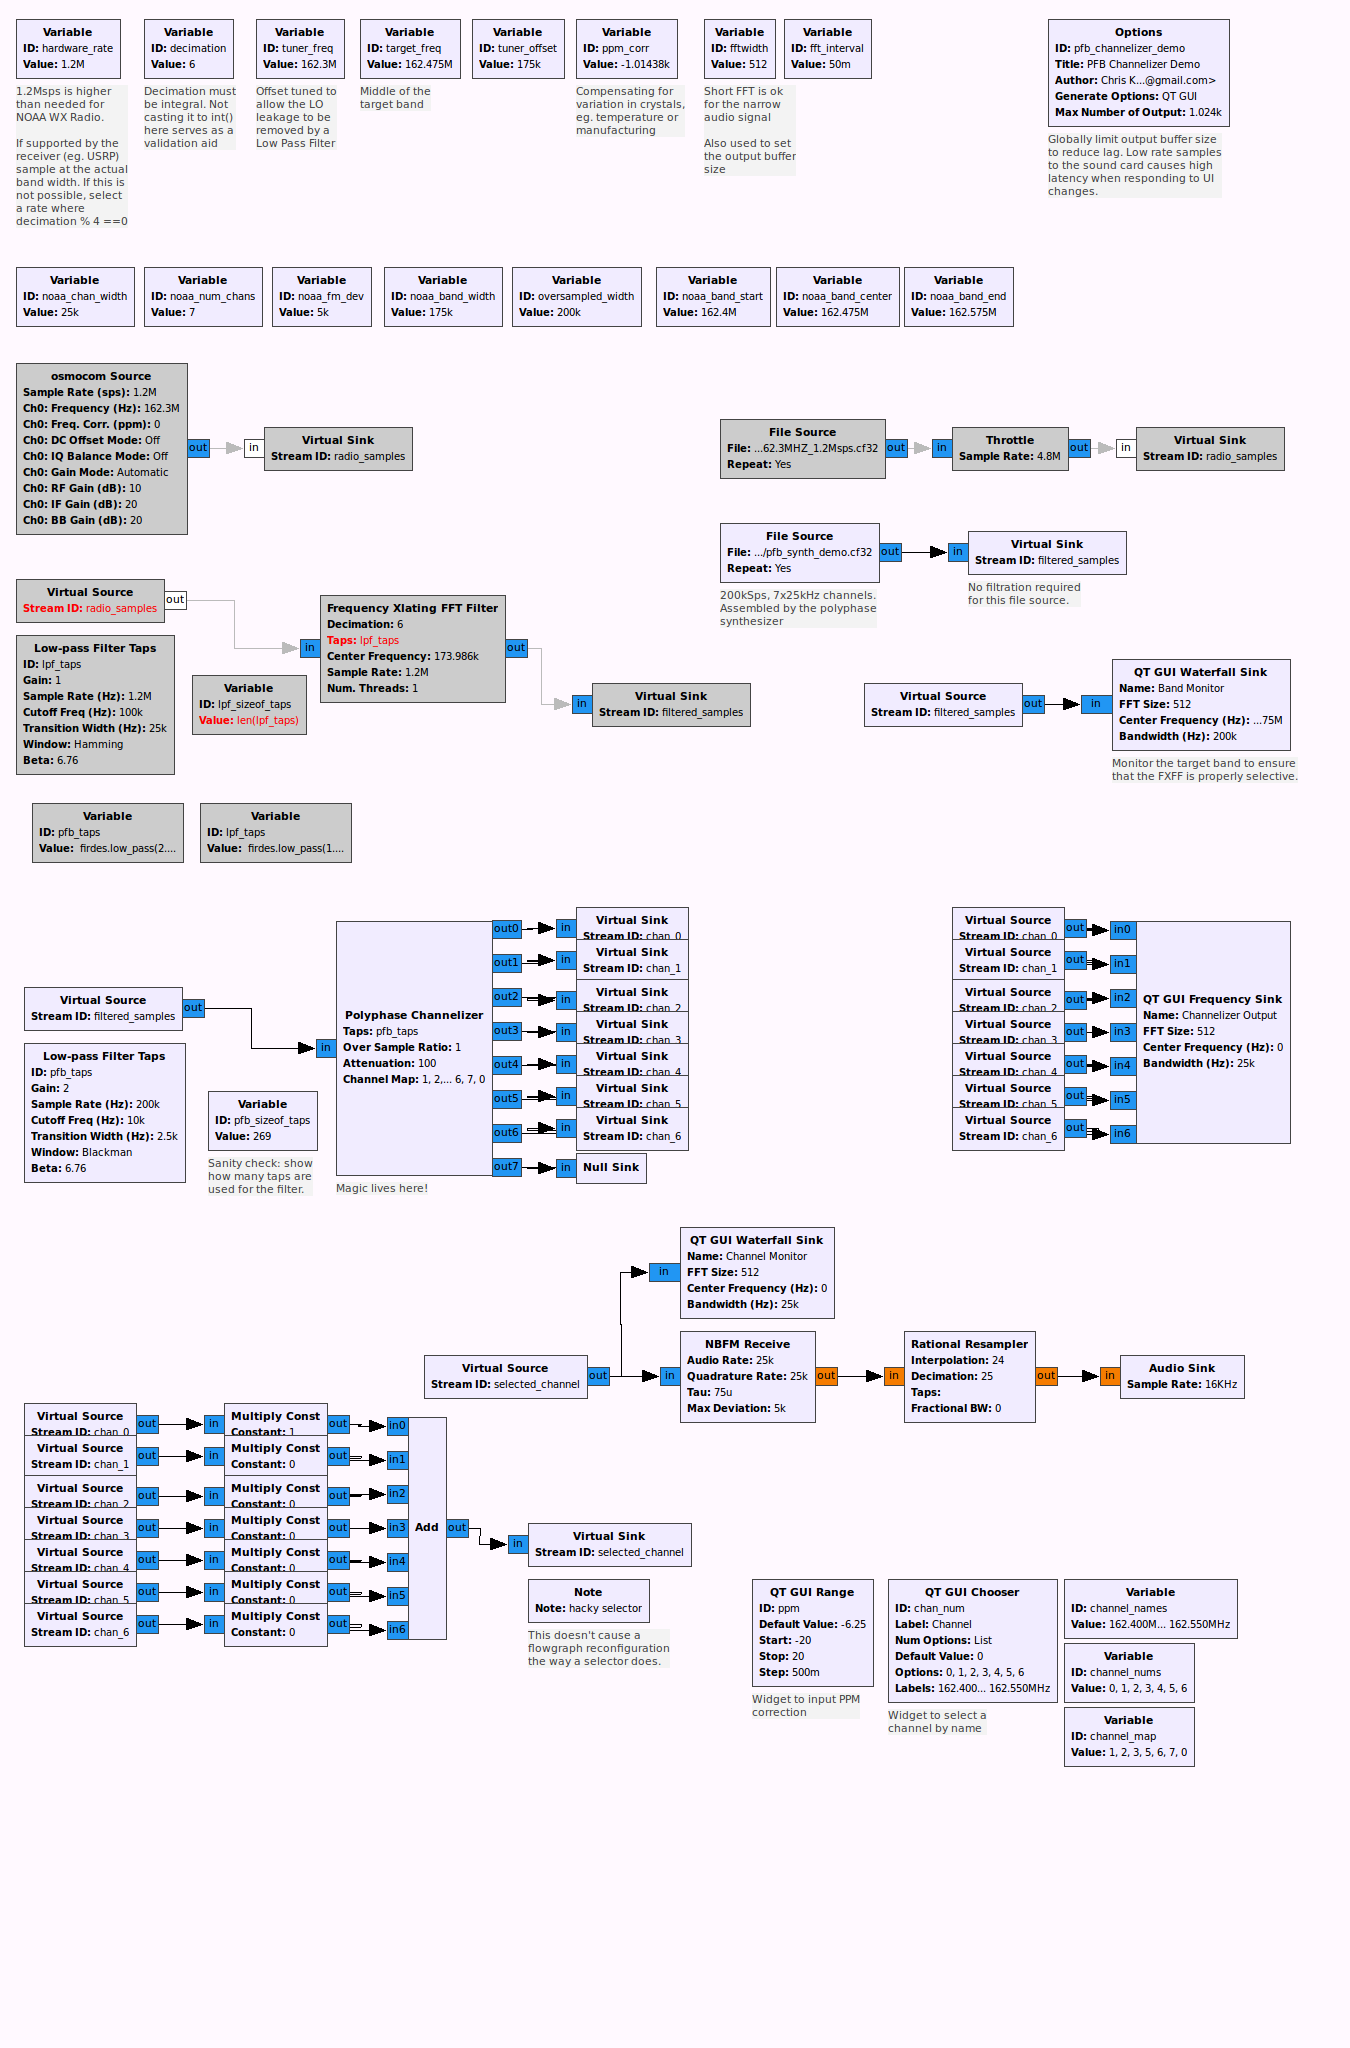 Variable
ID: hardware_rate
Value: 1.2M
1.2Msps is higher
than needed for
NOAA WX Radio.
If supported by the
receiver (eg. USRP)
sample at the actual
band width. If this is
not possible, select
a rate where
decimation % 4 ==0
Variable
ID: decimation
Value: 6
Decimation must
be integral. Not
casting it to int()
here serves as a
validation aid
Variable
ID: tuner_freq
Value: 162.3M
Offset tuned to
allow the LO
leakage to be
removed by a
Low Pass Filter
Variable
ID: target_freq
Value: 162.475M
Middle of the
target band
Variable
ID: tuner_offset
Value: 175k
Variable
ID: ppm_corr
Value: -1.01438k
Compensating for
variation in crystals,
eg. temperature or
manufacturing
Variable
ID: fftwidth
Value: 512
Short FFT is ok
for the narrow
audio signal
Also used to set
the output buffer
size
Variable
ID: fft_interval
Value: 50m
Options
ID: pfb_channelizer_demo
Title: PFB Channelizer Demo
Author: Chris K...@gmail.com>
Generate Options: QT GUI
Max Number of Output: 1.024k
Globally limit output buffer size
to reduce lag. Low rate samples
to the sound card causes high
latency when responding to UI
changes.
Variable
ID: noaa_chan_width
Value: 25k
Variable
ID: noaa_num_chans
Value: 7
Variable
ID: noaa_fm_dev
Value: 5k
Variable
ID: noaa_band_width
Value: 175k
Variable
ID: oversampled_width
Value: 200k
Variable
ID: noaa_band_start
Value: 162.4M
Variable
ID: noaa_band_center
Value: 162.475M
Variable
ID: noaa_band_end
Value: 162.575M
osmocom Source
Sample Rate (sps): 1.2M
Ch0: Frequency (Hz): 162.3M
Ch0: Freq. Corr. (ppm): 0
Ch0: DC Offset Mode: Off
Ch0: IQ Balance Mode: Off
Ch0: Gain Mode: Automatic
Ch0: RF Gain (dB): 10
Ch0: IF Gain (dB): 20
Ch0: BB Gain (dB): 20
out
in
Virtual Sink
Stream ID: radio_samples
File Source
File: ...62.3MHZ_1.2Msps.cf32
Repeat: Yes
out
in
Throttle
Sample Rate: 4.8M
out
in
Virtual Sink
Stream ID: radio_samples
File Source
File: .../pfb_synth_demo.cf32
Repeat: Yes
out
200kSps, 7x25kHz channels.
Assembled by the polyphase
synthesizer
in
Virtual Sink
Stream ID: filtered_samples
No filtration required
for this file source.
Virtual Source
Stream ID: radio_samples
out
Low-pass Filter Taps
ID: lpf_taps
Gain: 1
Sample Rate (Hz): 1.2M
Cutoff Freq (Hz): 100k
Transition Width (Hz): 25k
Window: Hamming
Beta: 6.76
Variable
ID: lpf_sizeof_taps
Value: len(lpf_taps)
in
Frequency Xlating FFT Filter
Decimation: 6
Taps: lpf_taps
Center Frequency: 173.986k
Sample Rate: 1.2M
Num. Threads: 1
out
in
Virtual Sink
Stream ID: filtered_samples
Virtual Source
Stream ID: filtered_samples
out
in
QT GUI Waterfall Sink
Name: Band Monitor
FFT Size: 512
Center Frequency (Hz): ...75M
Bandwidth (Hz): 200k
Monitor the target band to ensure
that the FXFF is properly selective.
Variable
ID: pfb_taps
Value: firdes.low_pass(2....
Variable
ID: lpf_taps
Value: firdes.low_pass(1....
Virtual Source
Stream ID: filtered_samples
out
Low-pass Filter Taps
ID: pfb_taps
Gain: 2
Sample Rate (Hz): 200k
Cutoff Freq (Hz): 10k
Transition Width (Hz): 2.5k
Window: Blackman
Beta: 6.76
Variable
ID: pfb_sizeof_taps
Value: 269
Sanity check: show
how many taps are
used for the filter.
in
Polyphase Channelizer
Taps: pfb_taps
Over Sample Ratio: 1
Attenuation: 100
Channel Map: 1, 2,... 6, 7, 0
Magic lives here!
out0
out1
out2
out3
out4
out5
out6
out7
in
Virtual Sink
Stream ID: chan_0
in
Virtual Sink
Stream ID: chan_1
in
Virtual Sink
Stream ID: chan_2
in
Virtual Sink
Stream ID: chan_3
in
Virtual Sink
Stream ID: chan_4
in
Virtual Sink
Stream ID: chan_5
in
Virtual Sink
Stream ID: chan_6
in
Null Sink
Virtual Source
Stream ID: chan_0
out
Virtual Source
Stream ID: chan_1
out
Virtual Source
Stream ID: chan_2
out
Virtual Source
Stream ID: chan_3
out
Virtual Source
Stream ID: chan_4
out
Virtual Source
Stream ID: chan_5
out
Virtual Source
Stream ID: chan_6
out
in0
in1
in2
in3
in4
in5
in6
QT GUI Frequency Sink
Name: Channelizer Output
FFT Size: 512
Center Frequency (Hz): 0
Bandwidth (Hz): 25k
in
QT GUI Waterfall Sink
Name: Channel Monitor
FFT Size: 512
Center Frequency (Hz): 0
Bandwidth (Hz): 25k
Virtual Source
Stream ID: selected_channel
out
in
NBFM Receive
Audio Rate: 25k
Quadrature Rate: 25k
Tau: 75u
Max Deviation: 5k
out
in
Rational Resampler
Interpolation: 24
Decimation: 25
Taps:
Fractional BW: 0
out
in
Audio Sink
Sample Rate: 16KHz
Virtual Source
Stream ID: chan_0
out
in
Multiply Const
Constant: 1
out
Virtual Source
Stream ID: chan_1
out
in
Multiply Const
Constant: 0
out
Virtual Source
Stream ID: chan_2
out
in
Multiply Const
Constant: 0
out
Virtual Source
Stream ID: chan_3
out
in
Multiply Const
Constant: 0
out
Virtual Source
Stream ID: chan_4
out
in
Multiply Const
Constant: 0
out
Virtual Source
Stream ID: chan_5
out
in
Multiply Const
Constant: 0
out
Virtual Source
Stream ID: chan_6
out
in
Multiply Const
Constant: 0
out
in0
in1
in2
in3
in4
in5
in6
Add
out
in
Virtual Sink
Stream ID: selected_channel
Note
Note: hacky selector
This doesn't cause a
flowgraph reconfiguration
the way a selector does.
QT GUI Range
ID: ppm
Default Value: -6.25
Start: -20
Stop: 20
Step: 500m
Widget to input PPM
correction
QT GUI Chooser
ID: chan_num
Label: Channel
Num Options: List
Default Value: 0
Options: 0, 1, 2, 3, 4, 5, 6
Labels: 162.400... 162.550MHz
Widget to select a
channel by name
Variable
ID: channel_names
Value: 162.400M... 162.550MHz
Variable
ID: channel_nums
Value: 0, 1, 2, 3, 4, 5, 6
Variable
ID: channel_map
Value: 1, 2, 3, 5, 6, 7, 0